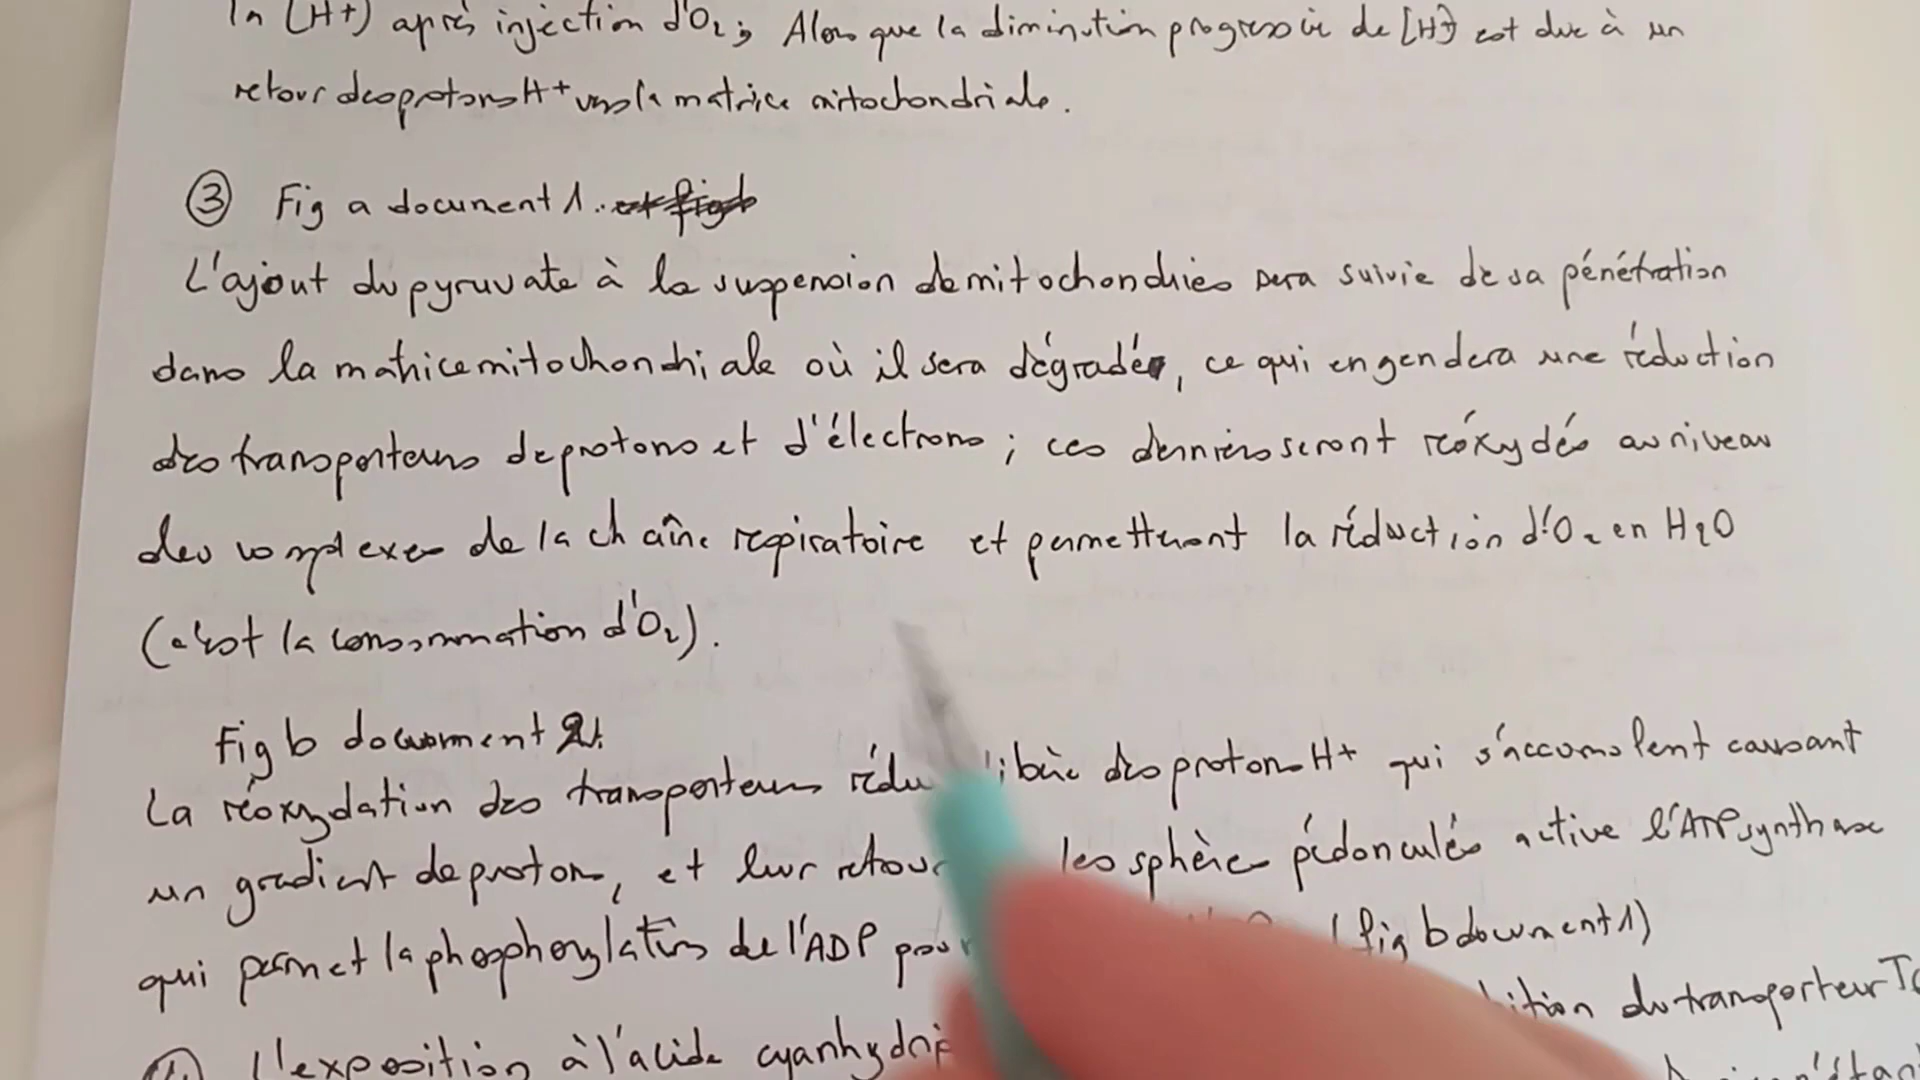 la [H+] après injection d'O2; Alors que la diminution progressive de [H+] est due à un
retour des protons H+ vers la matrice mitochondriale.
③ Fig a document 1.
L'ajout du pyruvate à la suspension de mitochondries sera suivie de sa pénétration
dans la matrice mitochondriale où il sera dégradé, ce qui engendera une réduction
des transporteurs de protons et d'électrons ; ces derniers seront réoxydés au niveau
des complexes de la chaîne respiratoire et permetteront la réduction d'O2 en H2O
(c'est la consommation d'O2).
Fig b document 2:
La réoxydation des transporteurs des protons H+ qui s'accumulent causant
un gradient de protons, et leur retour les sphères pédonculés active l'ATP synthase
qui permet la phosphorylation de l'ADP (fig b document 1)
du transporteur
L'exposition à l'acide